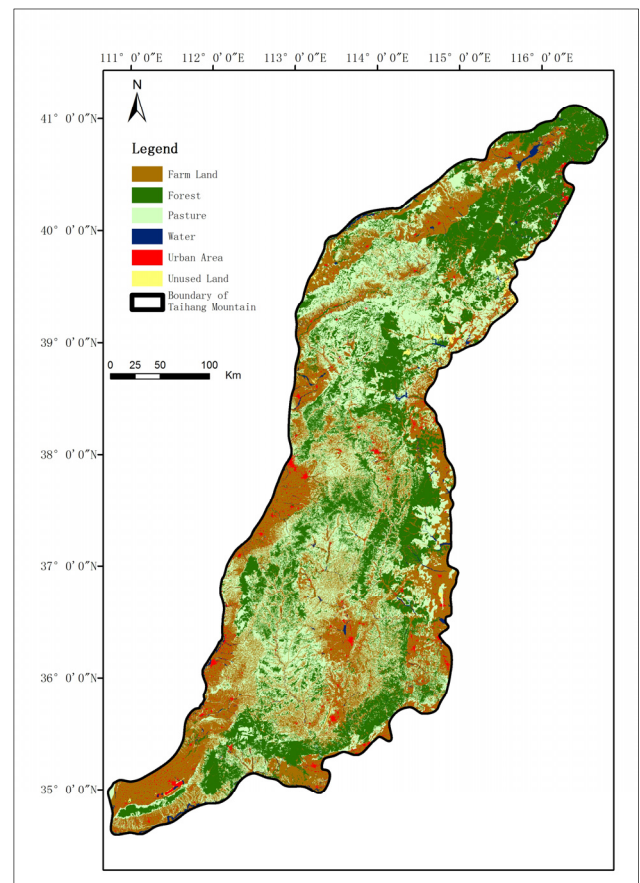 111° 0′0″E 112° 0′0″E 113° 0′0″E 114° 0′0″E 115° 0′0″E 116° 0′0″E
N
41° 0′0″N
Legend
Farm Land
Forest
40° 0′0″N
Pasture
Water
Urban Area
Unused Land
Boundary of
Taihang Mountain
39° 0′0″N
0 25 50 100
Km
38° 0′0″N
37° 0′0″N
36° 0′0″N
35° 0′0″N